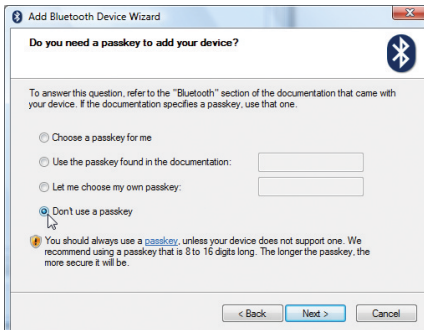 Add Bluetooth Device Wizard
Do you need a passkey to add your device?
To answer this question, refer to the "Bluetooth" section of the documentation that came with
your device. If the documentation specifies a passkey, use that one.
Choose a passkey for me
Use the passkey found in the documentation:
Let me choose my own passkey:
Don't use a passkey
You should always use a passkey, unless your device does not support one. We
recommend using a passkey that is 8 to 16 digits long. The longer the passkey, the
more secure it will be.
< Back Next > Cancel